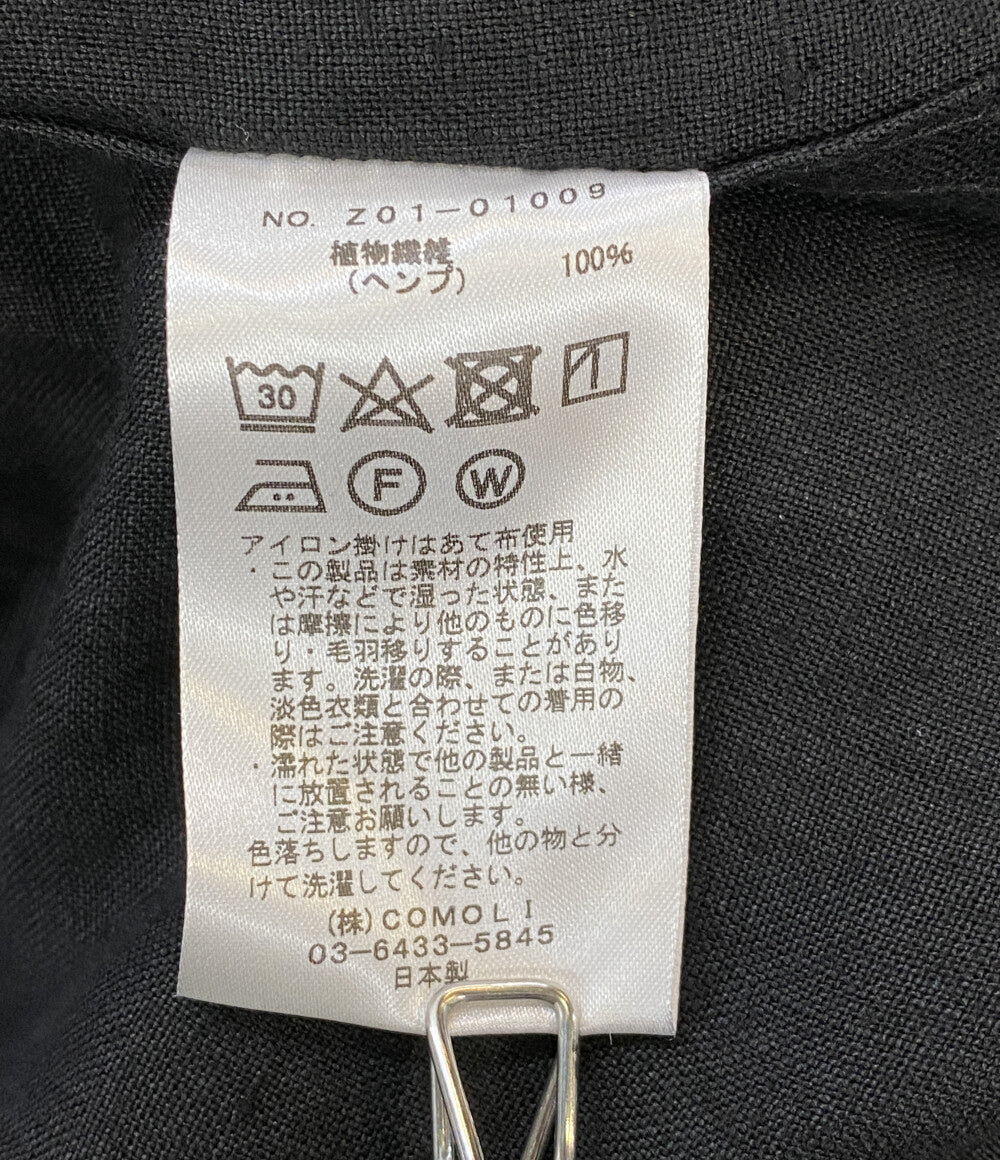 NO. Z01-01009
植物繊維 100%
(ヘンプ)
30
F W
アイロン掛けはあて布使用
・この製品は素材の特性上、水
や汗などで湿った状態、また
は摩擦により他のものに色移
り・毛羽移りすることがあり
ます。洗濯の際、または白物、
淡色衣類と合わせての着用の
際はご注意ください。
・濡れた状態で他の製品と一緒
に放置されることの無い様、
ご注意お願いします。
色落ちしますので、他の物と分
けて洗濯してください。
(株)COMOLI
03-6433-5845
日本製